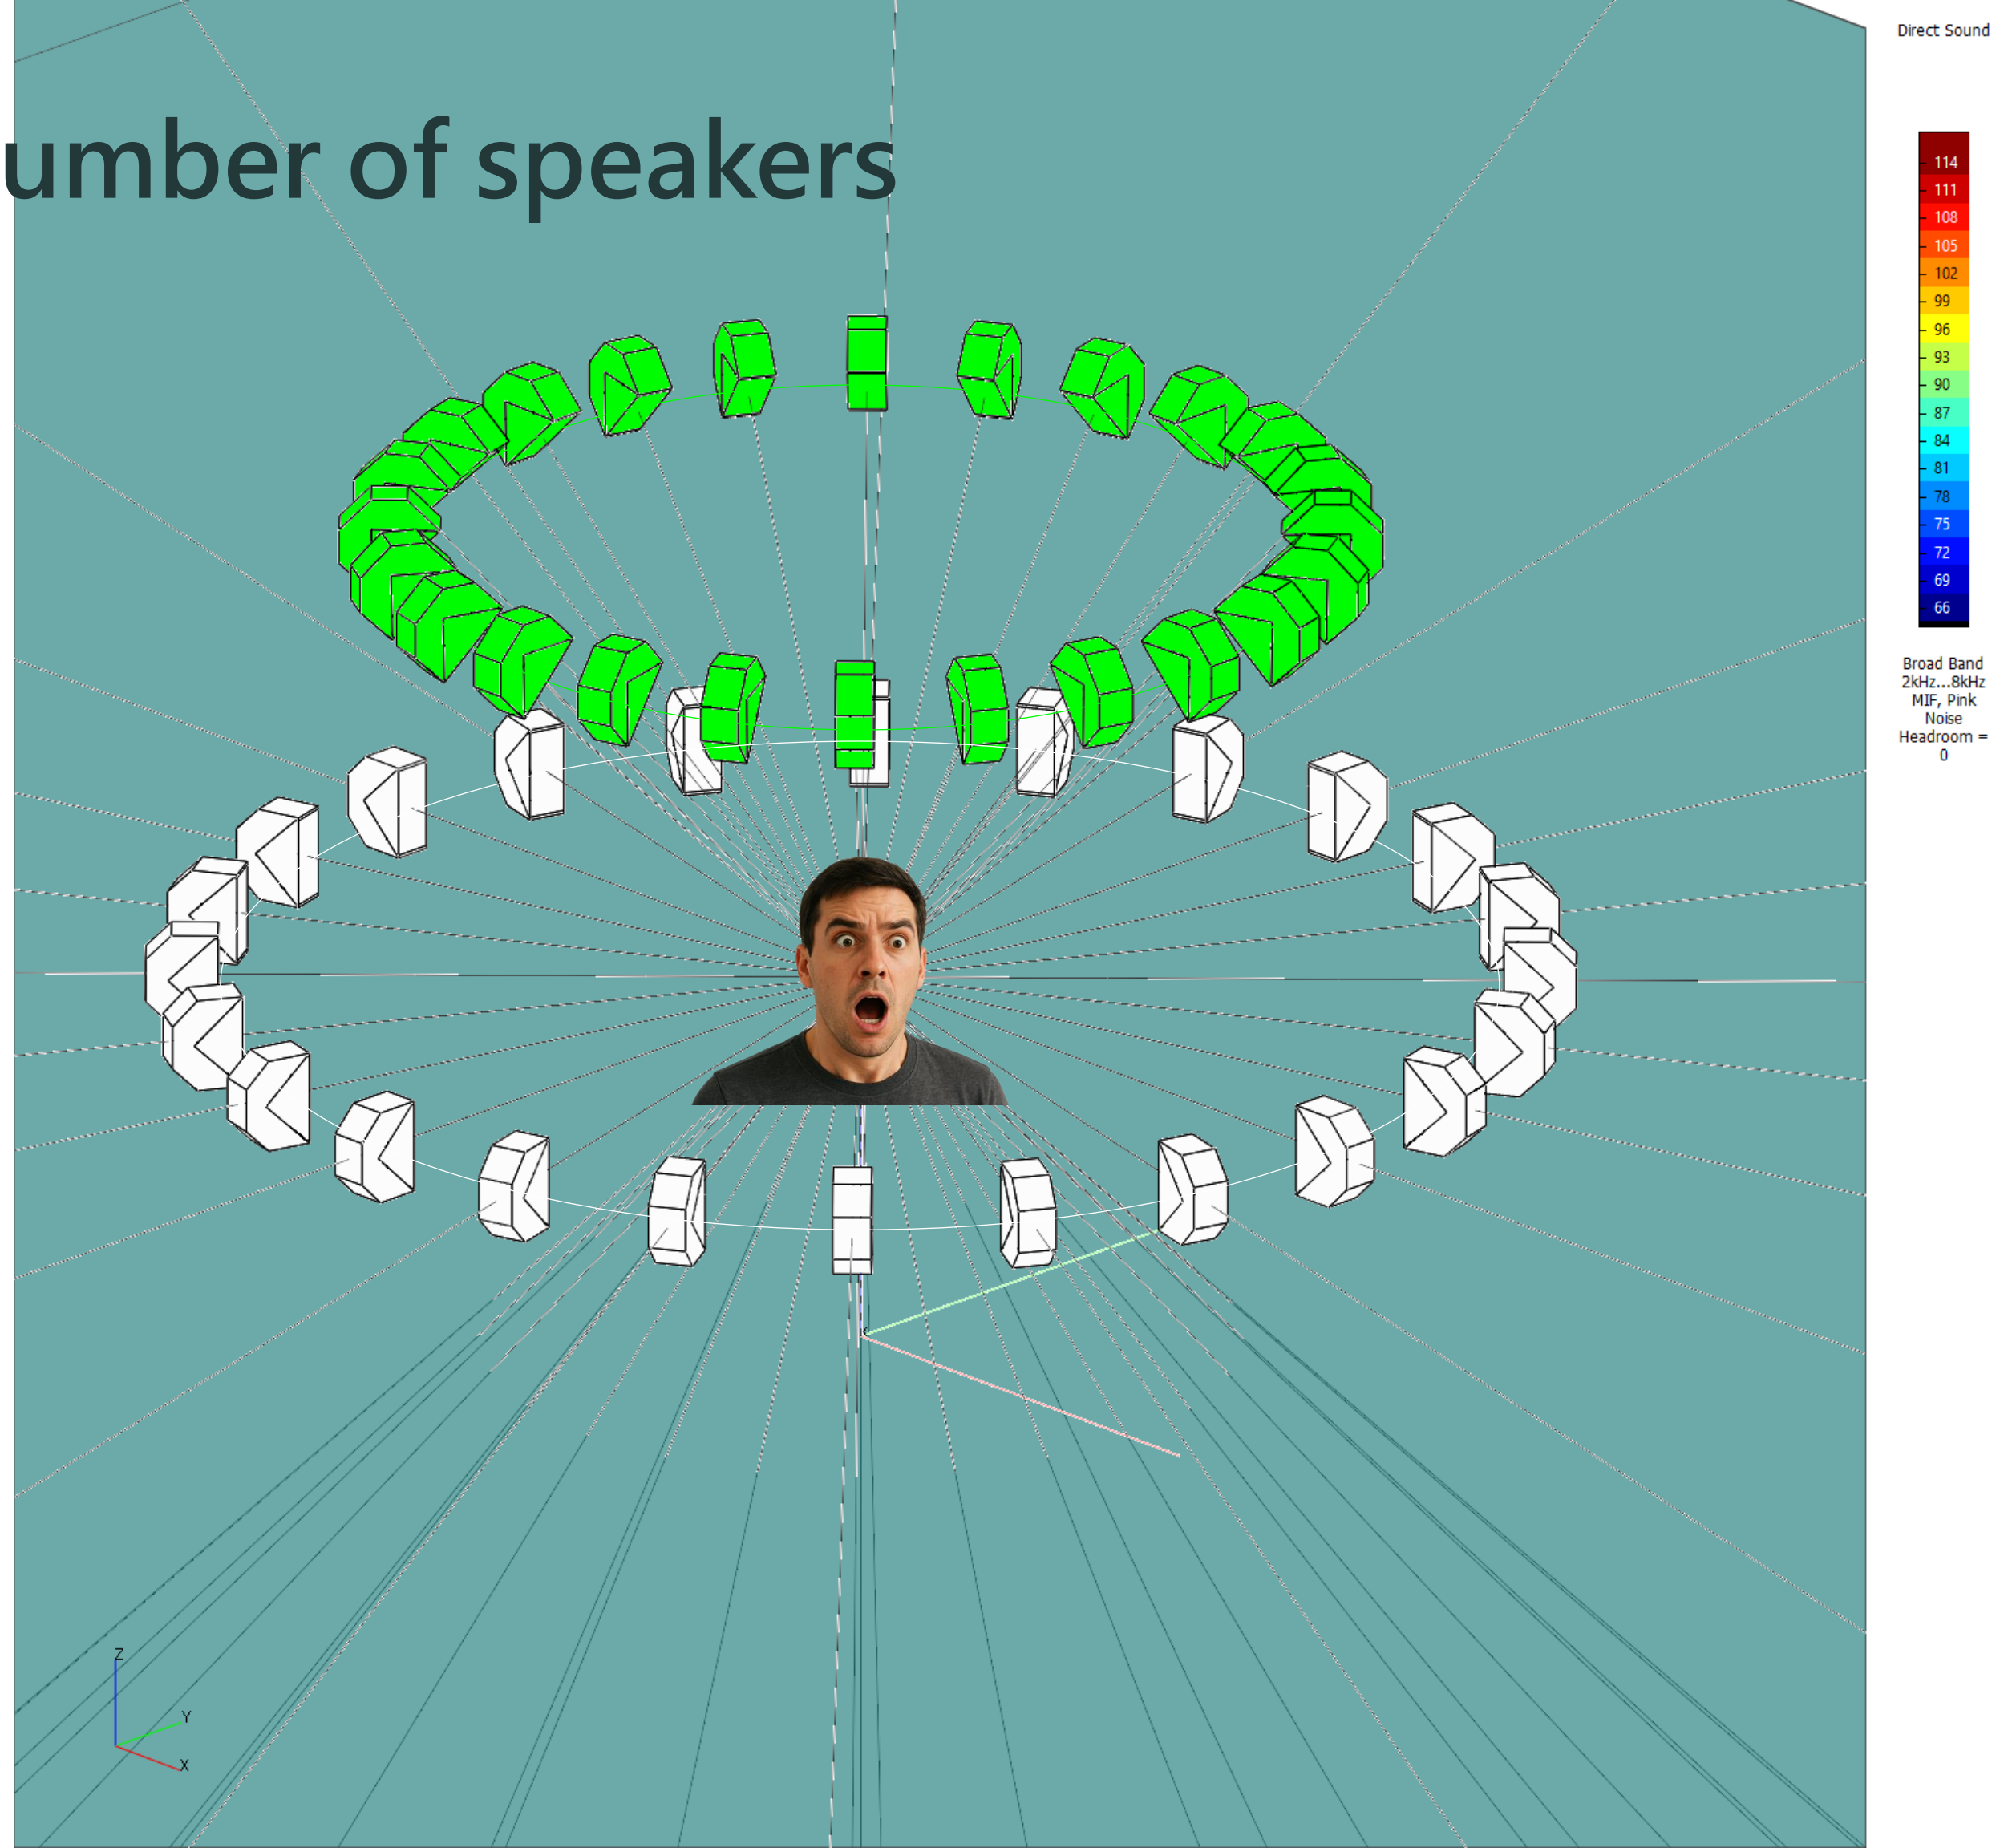 Direct Sound
umber of speakers
114
111
108
105
102
99
96
93
90
87
84
81
78
75
72
69
66
Broad Band
2kHz...8kHz
MIF, Pink
Noise
Headroom =
0
Z
Y
X